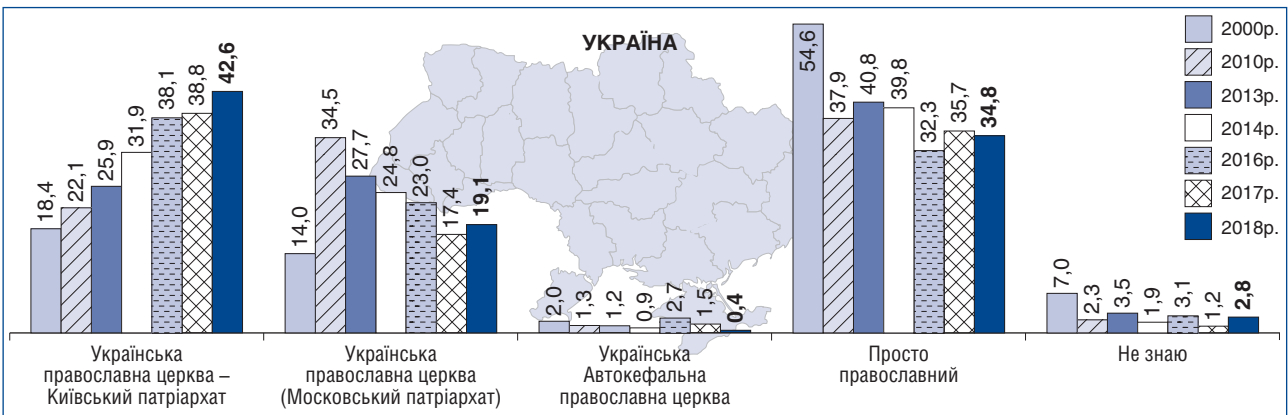 УКРАЇНА
2000р.
2010р.
2013р.
2014р.
2016р.
2017р.
2018р.
18,4
22,1
25,9
31,9
38,1
38,8
42,6
14,0
34,5
27,7
24,8
23,0
17,4
19,1
2,0
1,3
1,2
0,9
2,7
1,5
0,4
54,6
37,9
40,8
39,8
32,3
35,7
34,8
7,0
2,3
3,5
1,9
3,1
1,2
2,8
Українська
православна церква –
Київський патріархат
Українська
православна церква
(Московський патріархат)
Українська
Автокефальна
православна церква
Просто
православний
Не знаю